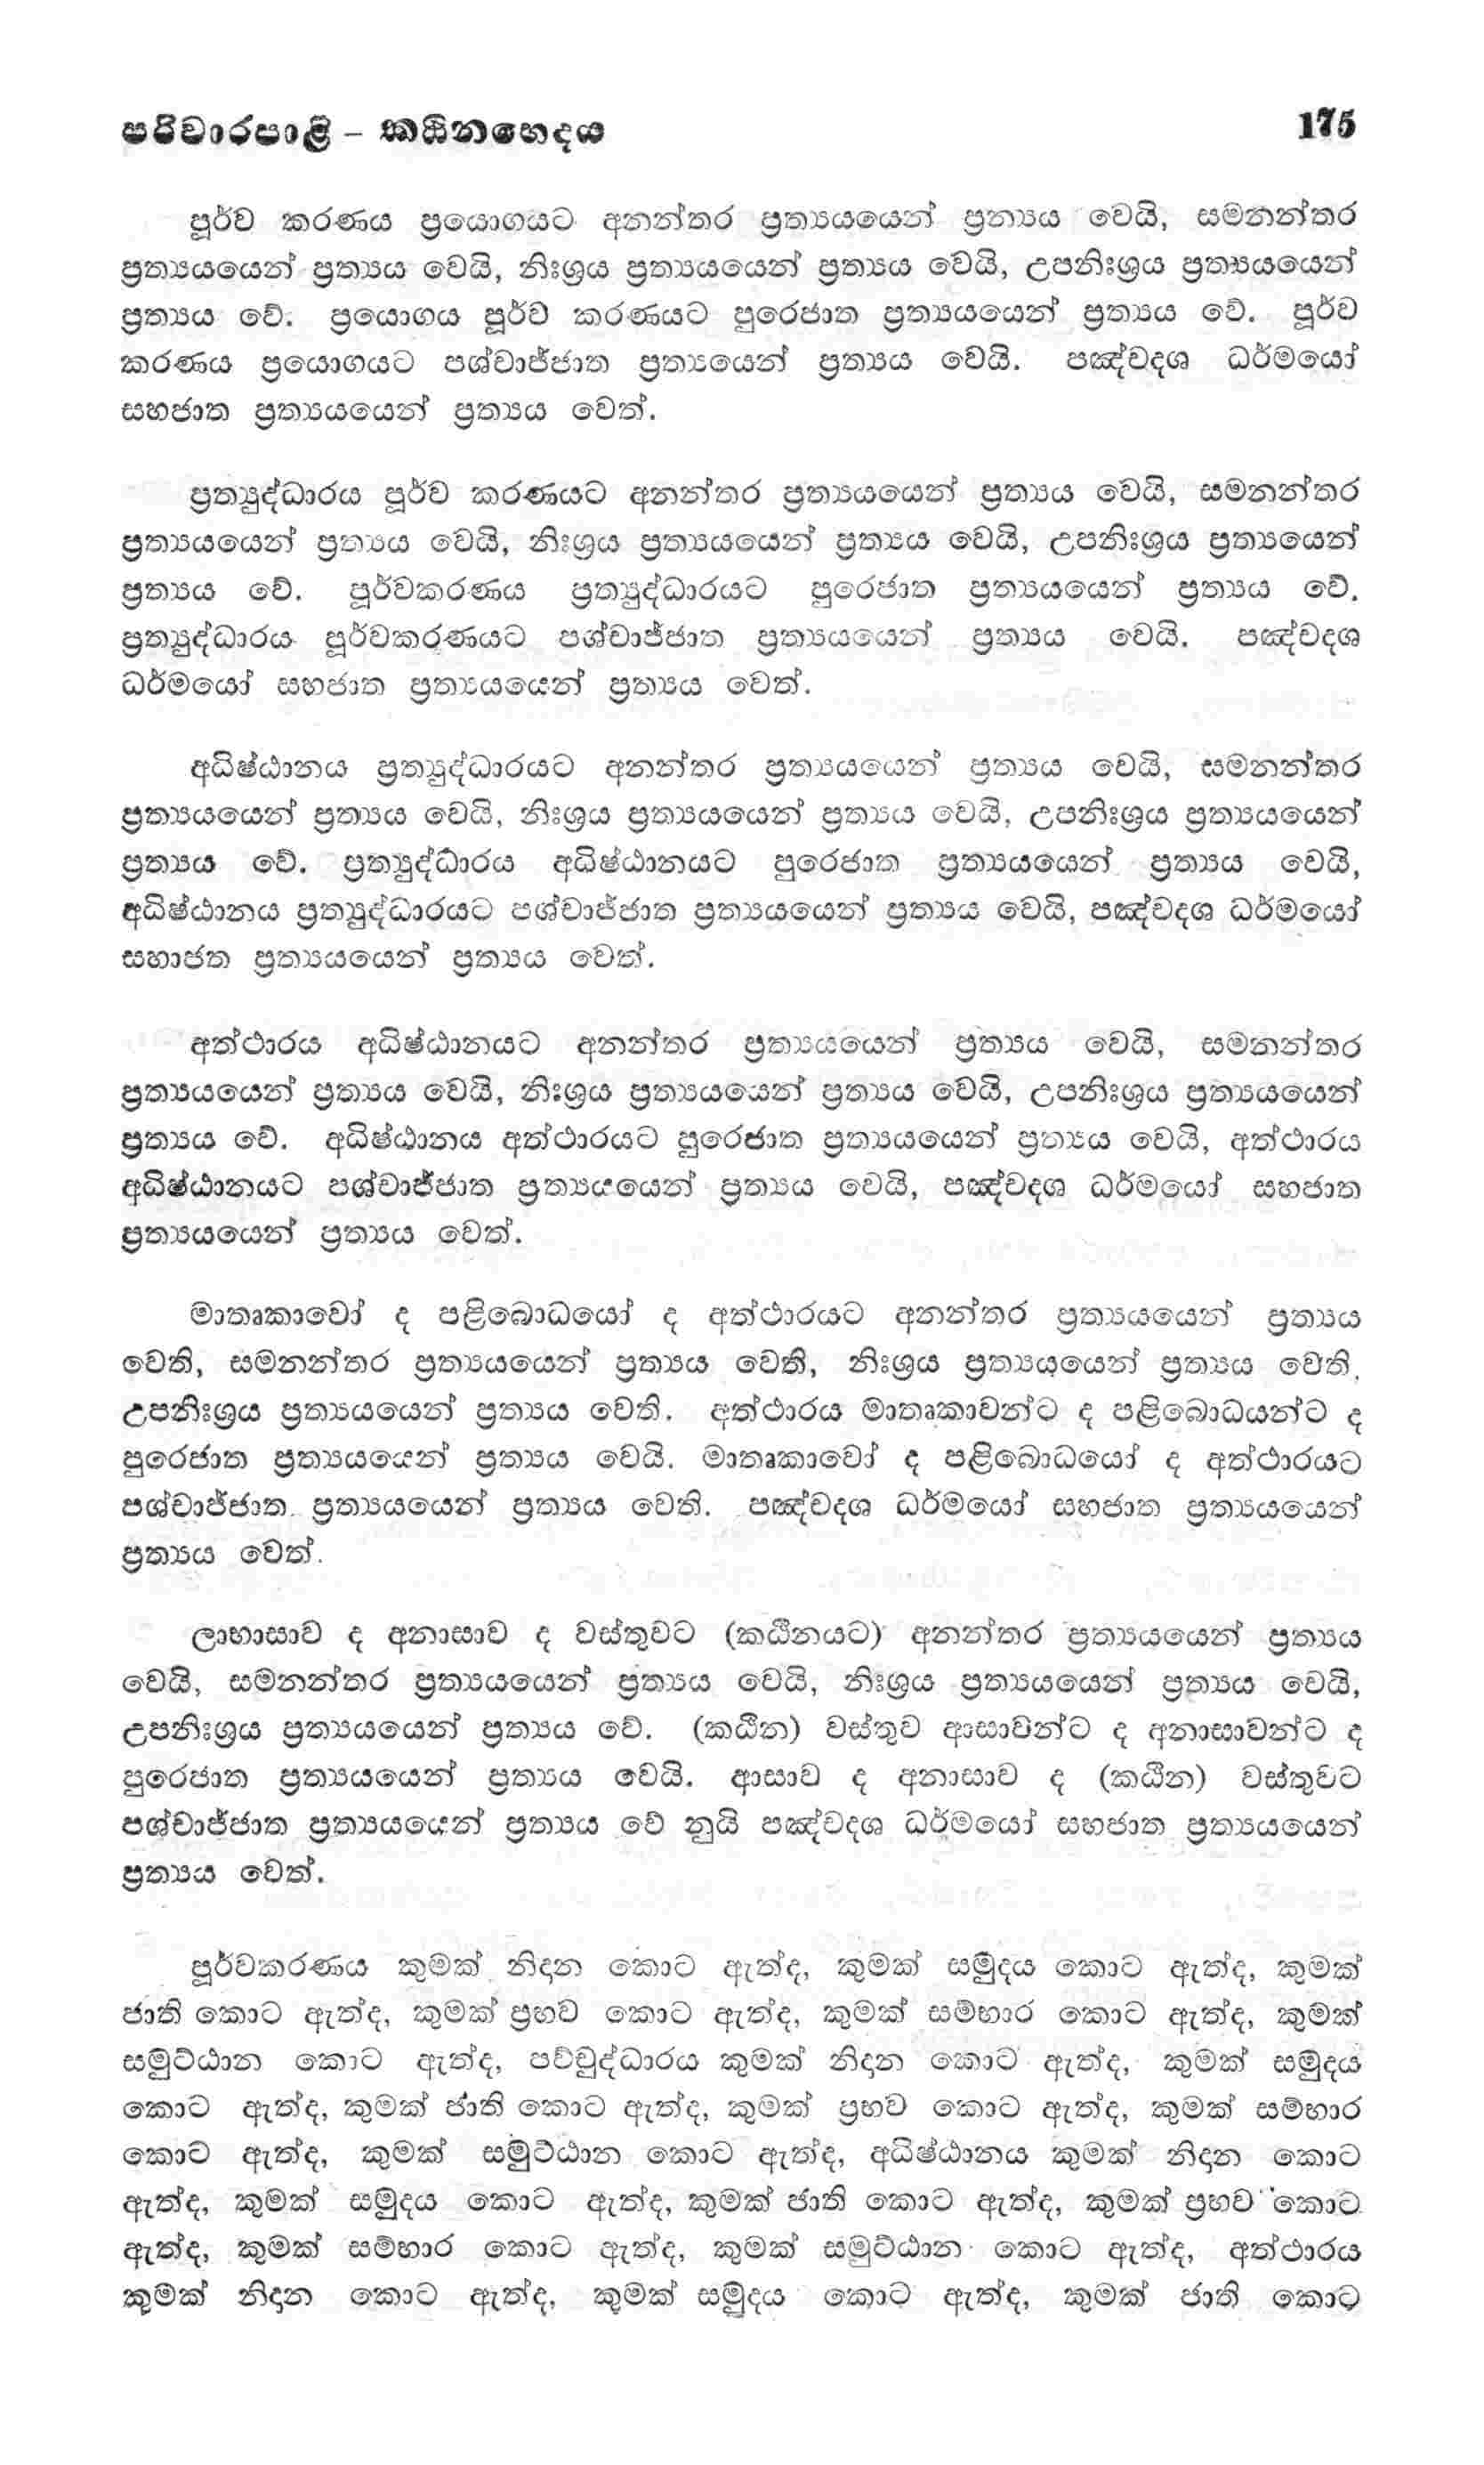 පරිවාරපාළි – කඨිනභෙදය 175
පූර්ව කරණය ප්‍රයොගයට අනන්තර ප්‍රත්‍යයයෙන් ප්‍රත්‍යය වෙයි, සමනන්තර
ප්‍රත්‍යයයෙන් ප්‍රත්‍යය වෙයි, නිඃශ්‍රය ප්‍රත්‍යයයෙන් ප්‍රත්‍යය වෙයි, උපනිඃශ්‍රය ප්‍රත්‍යයයෙන්
ප්‍රත්‍යය වේ. ප්‍රයොගය පූර්ව කරණයට පුරෙජාත ප්‍රත්‍යයයෙන් ප්‍රත්‍යය වේ. පූර්ව
කරණය ප්‍රයොගයට පශ්චාජ්ජාත ප්‍රත්‍යයෙන් ප්‍රත්‍යය වෙයි. පඤ්චදශ ධර්මයෝ
සහජාත ප්‍රත්‍යයයෙන් ප්‍රත්‍යය වෙත්.
ප්‍රත්‍යුද්ධාරය පූර්ව කරණයට අනන්තර ප්‍රත්‍යයයෙන් ප්‍රත්‍යය වෙයි, සමනන්තර
ප්‍රත්‍යයයෙන් ප්‍රත්‍යය වෙයි, නිඃශ්‍රය ප්‍රත්‍යයයෙන් ප්‍රත්‍යය වෙයි, උපනිඃශ්‍රය ප්‍රත්‍යයෙන්
ප්‍රත්‍යය වේ. පූර්වකරණය ප්‍රත්‍යුද්ධාරයට පුරෙජාත ප්‍රත්‍යයයෙන් ප්‍රත්‍යය වේ.
ප්‍රත්‍යුද්ධාරය පූර්වකරණයට පශ්චාජ්ජාත ප්‍රත්‍යයයෙන් ප්‍රත්‍යය වෙයි. පඤ්චදශ
ධර්මයෝ සහජාත ප්‍රත්‍යයයෙන් ප්‍රත්‍යය වෙත්.
අධිෂ්ඨානය ප්‍රත්‍යුද්ධාරයට අනන්තර ප්‍රත්‍යයයෙන් ප්‍රත්‍යය වෙයි, සමනන්තර
ප්‍රත්‍යයයෙන් ප්‍රත්‍යය වෙයි, නිඃශ්‍රය ප්‍රත්‍යයයෙන් ප්‍රත්‍යය වෙයි, උපනිඃශ්‍රය ප්‍රත්‍යයයෙන්
ප්‍රත්‍යය වේ. ප්‍රත්‍යුද්ධාරය අධිෂ්ඨානයට පුරෙජාත ප්‍රත්‍යයයෙන් ප්‍රත්‍යය වෙයි,
අධිෂ්ඨානය ප්‍රත්‍යුද්ධාරයට පශ්චාජ්ජාත ප්‍රත්‍යයයෙන් ප්‍රත්‍යය වෙයි, පඤ්චදශ ධර්මයෝ
සහාජත ප්‍රත්‍යයයෙන් ප්‍රත්‍යය වෙත්.
අත්ථාරය අධිෂ්ඨානයට අනන්තර ප්‍රත්‍යයයෙන් ප්‍රත්‍යය වෙයි, සමනන්තර
ප්‍රත්‍යයයෙන් ප්‍රත්‍යය වෙයි, නිඃශ්‍රය ප්‍රත්‍යයයෙන් ප්‍රත්‍යය වෙයි, උපනිඃශ්‍රය ප්‍රත්‍යයයෙන්
ප්‍රත්‍යය වේ. අධිෂ්ඨානය අත්ථාරයට පුරෙජාත ප්‍රත්‍යයයෙන් ප්‍රත්‍යය වෙයි, අත්ථාරය
අධිෂ්ඨානයට පශ්චාජ්ජාත ප්‍රත්‍යයයෙන් ප්‍රත්‍යය වෙයි, පඤ්චදශ ධර්මයෝ සහජාත
ප්‍රත්‍යයයෙන් ප්‍රත්‍යය වෙත්.
මාතෘකාවෝ ද පළිබොධයෝ ද අත්ථාරයට අනන්තර ප්‍රත්‍යයයෙන් ප්‍රත්‍යය
වෙති, සමනන්තර ප්‍රත්‍යයයෙන් ප්‍රත්‍යය වෙති, නිඃශ්‍රය ප්‍රත්‍යයයෙන් ප්‍රත්‍යය වෙති.
උපනිඃශ්‍රය ප්‍රත්‍යයයෙන් ප්‍රත්‍යය වෙති. අත්ථාරය මාතෘකාවන්ට ද පළිබොධයන්ට ද
පුරෙජාත ප්‍රත්‍යයයෙන් ප්‍රත්‍යය වෙයි. මාතෘකාවෝ ද පළිබොධයෝ ද අත්ථාරයට
පශ්චාජ්ජාත ප්‍රත්‍යයයෙන් ප්‍රත්‍යය වෙති. පඤ්චදශ ධර්මයෝ සහජාත ප්‍රත්‍යයයෙන්
ප්‍රත්‍යය වෙත්.
ලාභාසාව ද අනාසාව ද වස්තුවට (කඨිනයට) අනන්තර ප්‍රත්‍යයයෙන් ප්‍රත්‍යය
වෙයි, සමනන්තර ප්‍රත්‍යයයෙන් ප්‍රත්‍යය වෙයි, නිඃශ්‍රය ප්‍රත්‍යයයෙන් ප්‍රත්‍යය වෙයි,
උපනිඃශ්‍රය ප්‍රත්‍යයයෙන් ප්‍රත්‍යය වේ. (කඨින) වස්තුව ආසාවන්ට ද අනාසාවන්ට ද
පුරෙජාත ප්‍රත්‍යයයෙන් ප්‍රත්‍යය වෙයි. ආසාව ද අනාසාව ද (කඨින) වස්තුවට
පශ්චාජ්ජාත ප්‍රත්‍යයයෙන් ප්‍රත්‍යය වේ නුයි පඤ්චදශ ධර්මයෝ සහජාත ප්‍රත්‍යයයෙන්
ප්‍රත්‍යය වෙත්.
පූර්වකරණය කුමක් නිදාන කොට ඇත්ද, කුමක් සමුදය කොට ඇත්ද, කුමක්
ජාති කොට ඇත්ද, කුමක් ප්‍රභව කොට ඇත්ද, කුමක් සම්භාර කොට ඇත්ද, කුමක්
සමුට්ඨාන කොට ඇත්ද, පච්චුද්ධාරය කුමක් නිදාන කොට ඇත්ද, කුමක් සමුදය
කොට ඇත්ද, කුමක් ජාති කොට ඇත්ද, කුමක් ප්‍රභව කොට ඇත්ද, කුමක් සම්භාර
කොට ඇත්ද, කුමක් සමුට්ඨාන කොට ඇත්ද, අධිෂ්ඨානය කුමක් නිදාන කොට
ඇත්ද, කුමක් සමුදය කොට ඇත්ද, කුමක් ජාති කොට ඇත්ද, කුමක් ප්‍රභව කොට
ඇත්ද, කුමක් සම්භාර කොට ඇත්ද, කුමක් සමුට්ඨාන කොට ඇත්ද, අත්ථාරය
කුමක් නිදාන කොට ඇත්ද, කුමක් සමුදය කොට ඇත්ද, කුමක් ජාති කොට